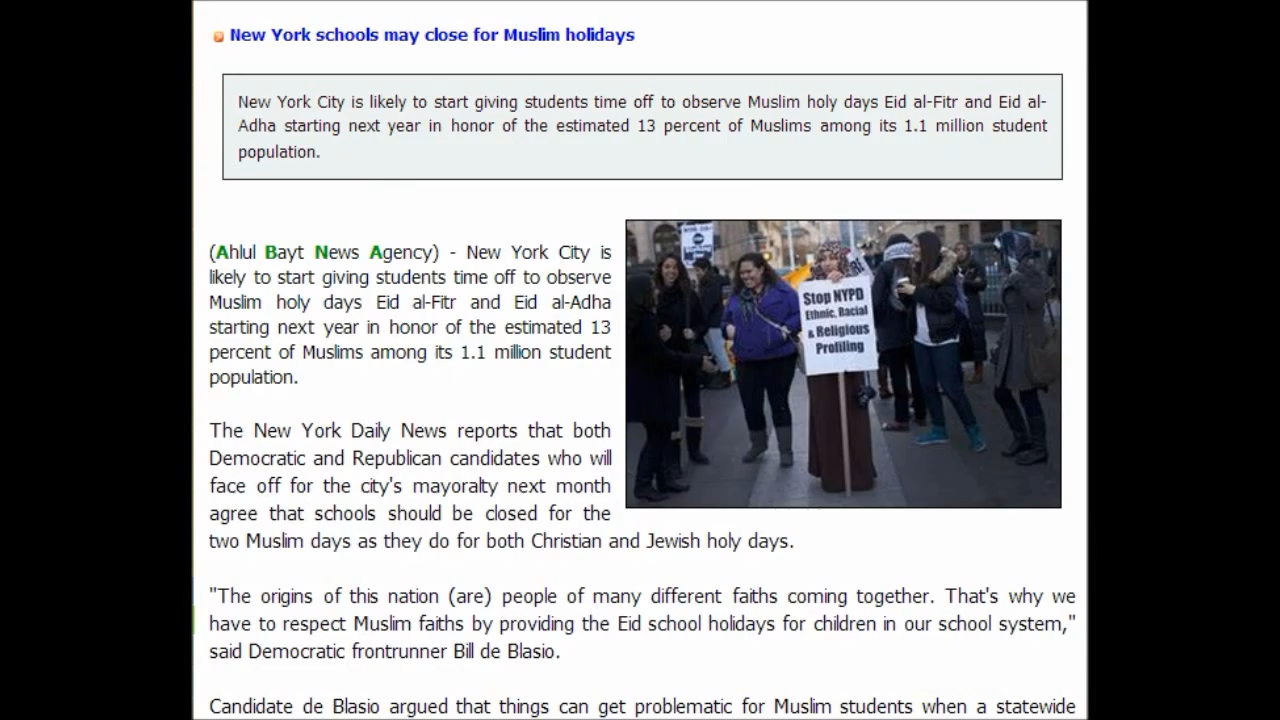 New York schools may close for Muslim holidays
New York City is likely to start giving students time off to observe Muslim holy days Eid al-Fitr and Eid al-
Adha starting next year in honor of the estimated 13 percent of Muslims among its 1.1 million student
population.
(Ahlul Bayt News Agency) - New York City is
likely to start giving students time off to observe
Muslim holy days Eid al-Fitr and Eid al-Adha
starting next year in honor of the estimated 13
percent of Muslims among its 1.1 million student
population.
Stop NYPD
Ethnic, Racial
& Religious
Profiling
The New York Daily News reports that both
Democratic and Republican candidates who will
face off for the city's mayoralty next month
agree that schools should be closed for the
two Muslim days as they do for both Christian and Jewish holy days.
"The origins of this nation (are) people of many different faiths coming together. That's why we
have to respect Muslim faiths by providing the Eid school holidays for children in our school system,"
said Democratic frontrunner Bill de Blasio.
Candidate de Blasio argued that things can get problematic for Muslim students when a statewide